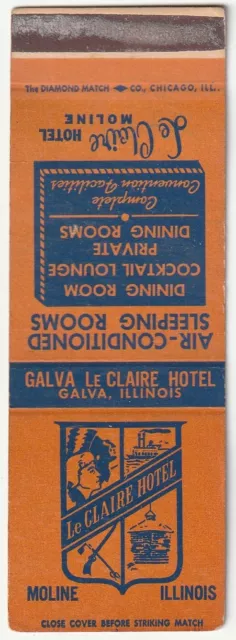 The DIAMOND MATCH CO., CHICAGO, ILL.
Le Claire HOTEL
MOLINE
Complete
Convention Facilities
DINING ROOM
COCKTAIL LOUNGE
PRIVATE
DINING ROOMS
AIR-CONDITIONED
SLEEPING ROOMS
GALVA LE CLAIRE HOTEL
GALVA, ILLINOIS
Le CLAIRE HOTEL
MOLINE ILLINOIS
CLOSE COVER BEFORE STRIKING MATCH